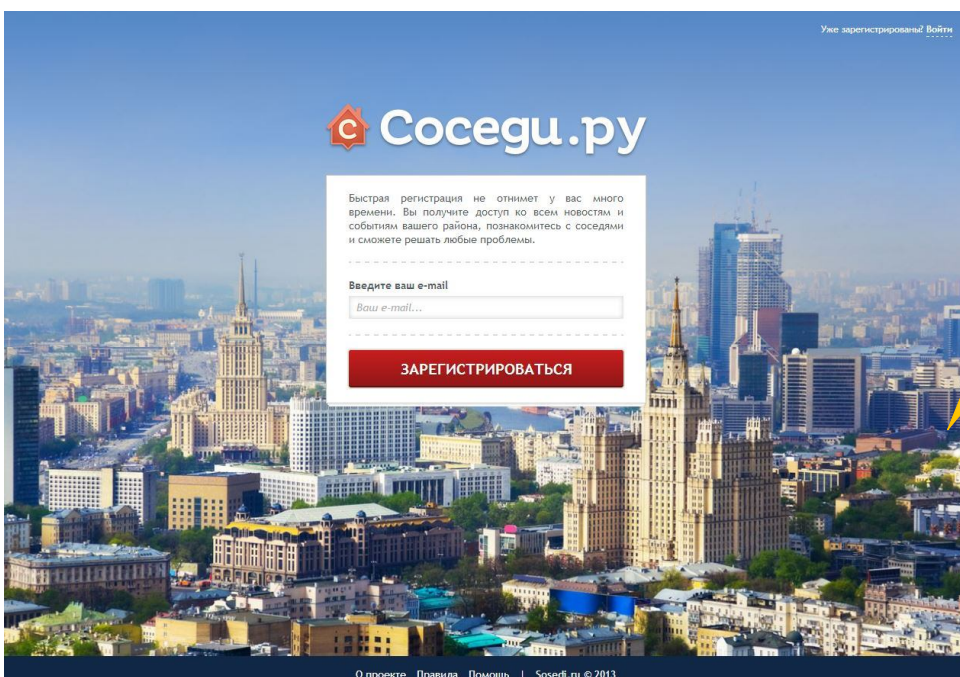 Уже зарегистрированы? Войти
С Соседи.ру
Быстрая регистрация не отнимет у вас много
времени. Вы получите доступ ко всем новостям и
событиям вашего района, познакомитесь с соседями
и сможете решать любые проблемы.
Введите ваш e-mail
Ваш e-mail...
ЗАРЕГИСТРИРОВАТЬСЯ
О проекте Правила Помощь | Sosedi.ru © 2013